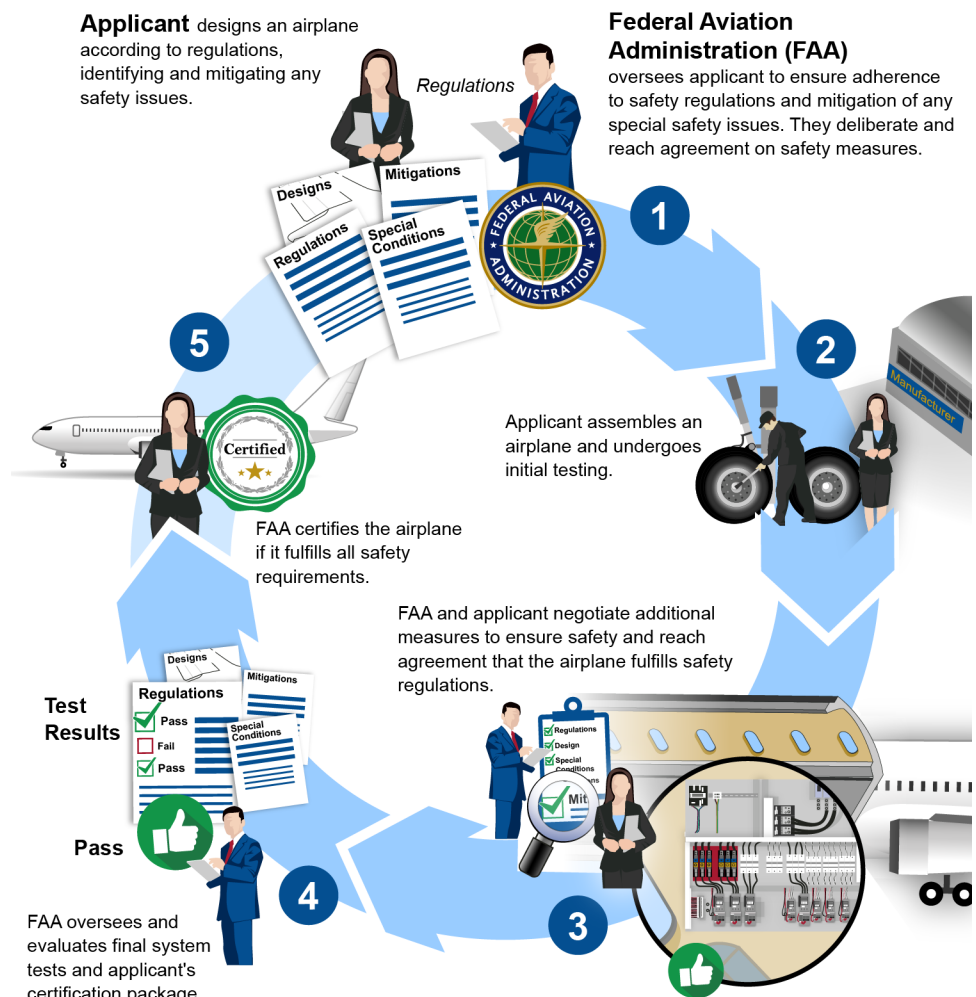 Applicant designs an airplane
according to regulations,
identifying and mitigating any
safety issues.
Regulations
Federal Aviation
Administration (FAA)
oversees applicant to ensure adherence
to safety regulations and mitigation of any
special safety issues. They deliberate and
reach agreement on safety measures.
Designs
Mitigations
Regulations
Special
Conditions
FEDERAL AVIATION
ADMINISTRATION
1
2
Manufacturer
Applicant assembles an
airplane and undergoes
initial testing.
5
Certified
FAA certifies the airplane
if it fulfills all safety
requirements.
FAA and applicant negotiate additional
measures to ensure safety and reach
agreement that the airplane fulfills safety
regulations.
Regulations
Design
Special
Conditions
Mit
3
Test
Results
Designs
Mitigations
Regulations
Pass
Fail
Pass
Special
Conditions
Pass
4
FAA oversees and
evaluates final system
tests and applicant's
certification package